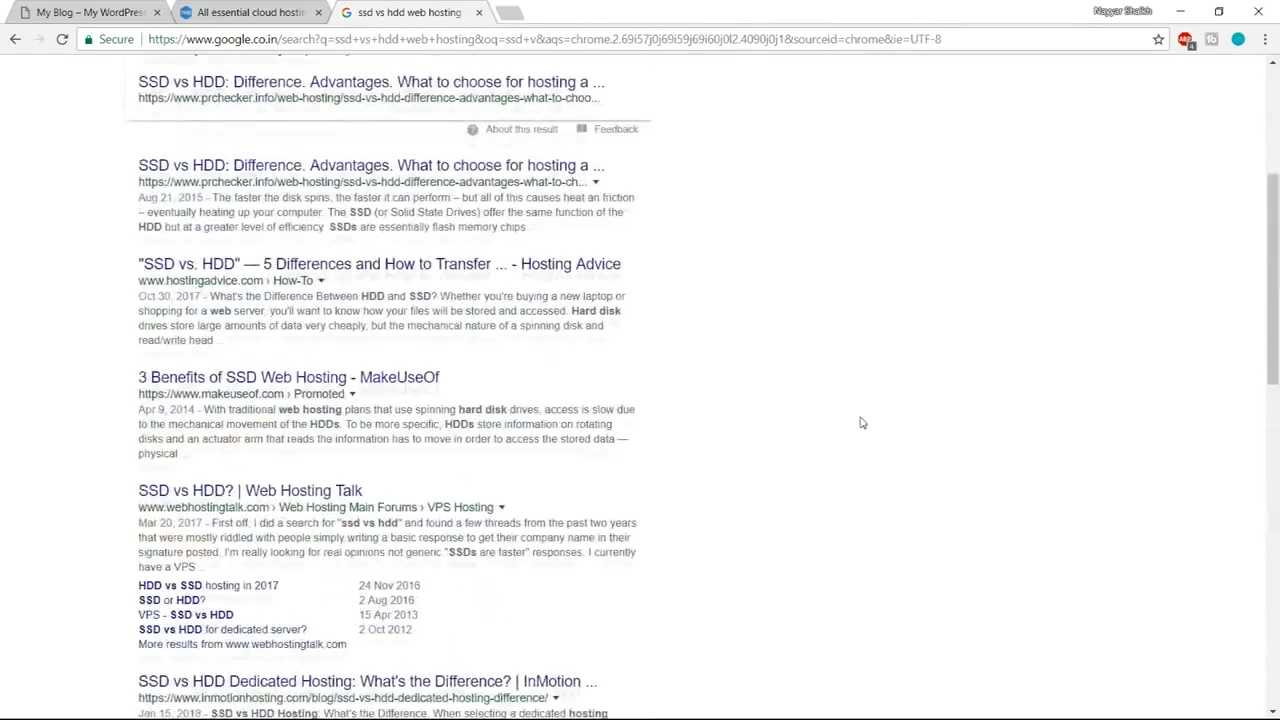 My Blog – My WordPress
All essential cloud hostin
ssd vs hdd web hosting
Nayyar Shaikh
Secure
https://www.google.co.in/search?q=ssd+vs+hdd+web+hosting&oq=ssd+v&aqs=chrome.2.69i57j0j69i59j69i60j0l2.4090j0j1&sourceid=chrome&ie=UTF-8
SSD vs HDD: Difference. Advantages. What to choose for hosting a ...
https://www.prchecker.info/web-hosting/ssd-vs-hdd-difference-advantages-what-to-choo...
About this result Feedback
SSD vs HDD: Difference. Advantages. What to choose for hosting a ...
https://www.prchecker.info/web-hosting/ssd-vs-hdd-difference-advantages-what-to-ch...
Aug 21, 2015 - The faster the disk spins, the faster it can perform – but all of this causes heat an friction
– eventually heating up your computer. The SSD (or Solid State Drives) offer the same function of the
HDD but at a greater level of efficiency. SSDs are essentially flash memory chips
"SSD vs. HDD" — 5 Differences and How to Transfer ... - Hosting Advice
www.hostingadvice.com › How-To
Oct 30, 2017 - What's the Difference Between HDD and SSD? Whether you're buying a new laptop or
shopping for a web server, you'll want to know how your files will be stored and accessed. Hard disk
drives store large amounts of data very cheaply, but the mechanical nature of a spinning disk and
read/write head
3 Benefits of SSD Web Hosting - MakeUseOf
https://www.makeuseof.com › Promoted
Apr 9, 2014 - With traditional web hosting plans that use spinning hard disk drives, access is slow due
to the mechanical movement of the HDDs. To be more specific, HDDs store information on rotating
disks and an actuator arm that reads the information has to move in order to access the stored data —
physical
SSD vs HDD? | Web Hosting Talk
www.webhostingtalk.com › Web Hosting Main Forums › VPS Hosting
Mar 20, 2017 - First off, I did a search for "ssd vs hdd" and found a few threads from the past two years
that were mostly riddled with people simply writing a basic response to get their company name in their
signature posted. I'm really looking for real opinions not generic "SSDs are faster" responses. I currently
have a VPS
HDD vs SSD hosting in 2017 24 Nov 2016
SSD or HDD? 2 Aug 2016
VPS - SSD vs HDD 15 Apr 2013
SSD vs HDD for dedicated server? 2 Oct 2012
More results from www.webhostingtalk.com
SSD vs HDD Dedicated Hosting: What's the Difference? | InMotion ...
https://www.inmotionhosting.com/blog/ssd-vs-hdd-dedicated-hosting-difference/
Jan 15, 2018 - SSD vs HDD Hosting: What's the Difference. When selecting a dedicated hosting